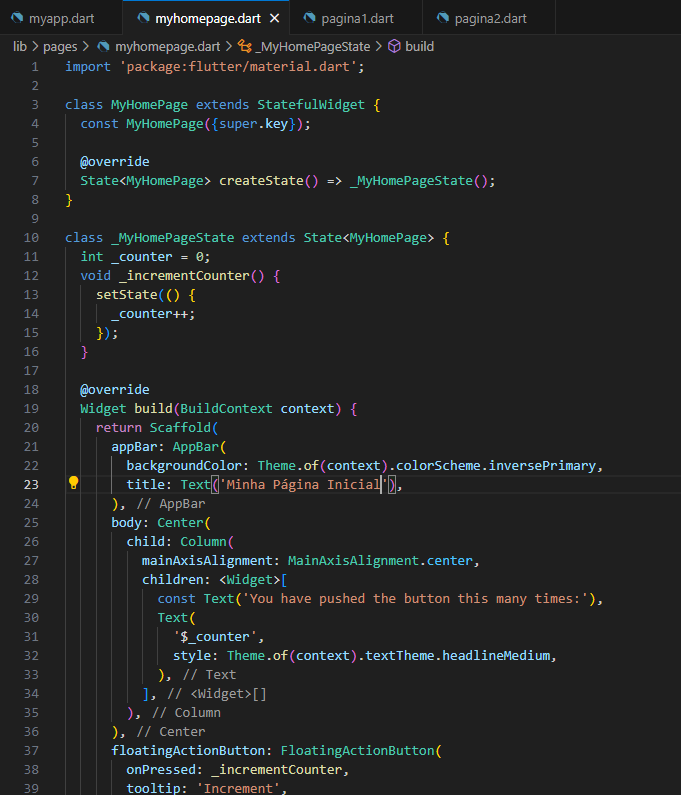 myapp.dart myhomepage.dart pagina1.dart pagina2.dart
lib > pages > myhomepage.dart > _MyHomePageState > build
1 import 'package:flutter/material.dart';
2
3 class MyHomePage extends StatefulWidget {
4   const MyHomePage({super.key});
5
6   @override
7   State<MyHomePage> createState() => _MyHomePageState();
8 }
9
10 class _MyHomePageState extends State<MyHomePage> {
11   int _counter = 0;
12   void _incrementCounter() {
13     setState(() {
14       _counter++;
15     });
16   }
17
18   @override
19   Widget build(BuildContext context) {
20     return Scaffold(
21       appBar: AppBar(
22         backgroundColor: Theme.of(context).colorScheme.inversePrimary,
23         title: Text('Minha Página Inicial'),
24       ), // AppBar
25       body: Center(
26         child: Column(
27           mainAxisAlignment: MainAxisAlignment.center,
28           children: <Widget>[
29             const Text('You have pushed the button this many times:'),
30             Text(
31               '$_counter',
32               style: Theme.of(context).textTheme.headlineMedium,
33             ), // Text
34           ], // <Widget>[]
35         ), // Column
36       ), // Center
37       floatingActionButton: FloatingActionButton(
38         onPressed: _incrementCounter,
39         tooltip: 'Increment',